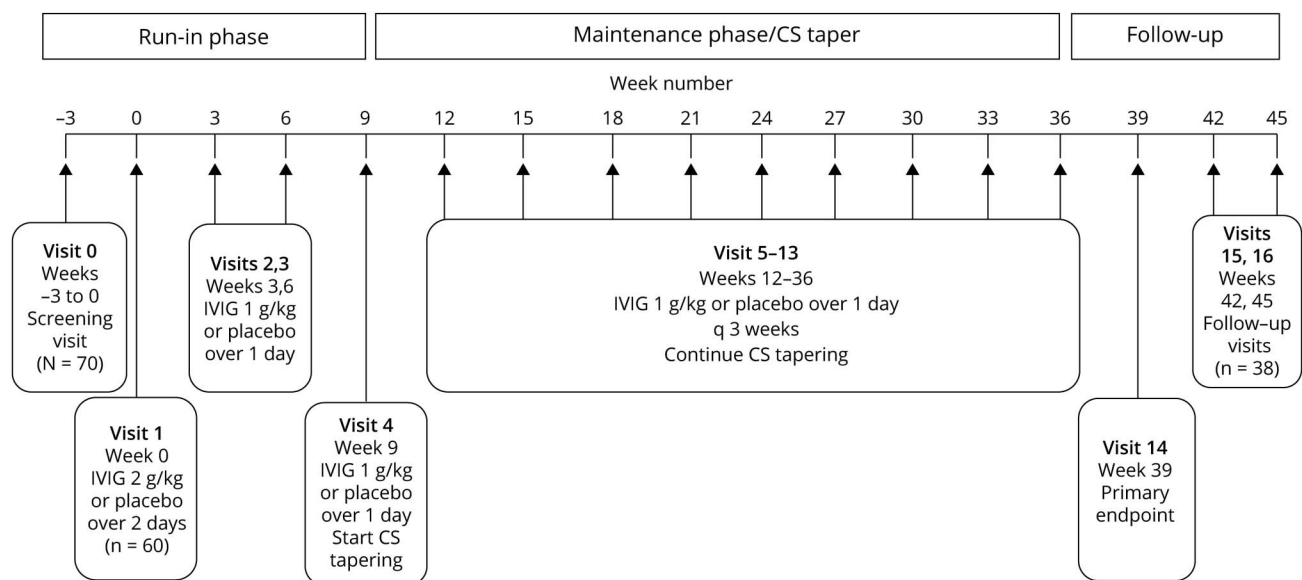 Run-in phase
Maintenance phase/CS taper
Follow-up
Week number
–3 0 3 6 9 12 15 18 21 24 27 30 33 36 39 42 45
Visit 0
Weeks
–3 to 0
Screening
visit
(N = 70)
Visit 1
Week 0
IVIG 2 g/kg
or placebo
over 2 days
(n = 60)
Visits 2,3
Weeks 3,6
IVIG 1 g/kg
or placebo
over 1 day
Visit 4
Week 9
IVIG 1 g/kg
or placebo
over 1 day
Start CS
tapering
Visit 5–13
Weeks 12–36
IVIG 1 g/kg or placebo over 1 day
q 3 weeks
Continue CS tapering
Visit 14
Week 39
Primary
endpoint
Visits
15, 16
Weeks
42, 45
Follow–up
visits
(n = 38)